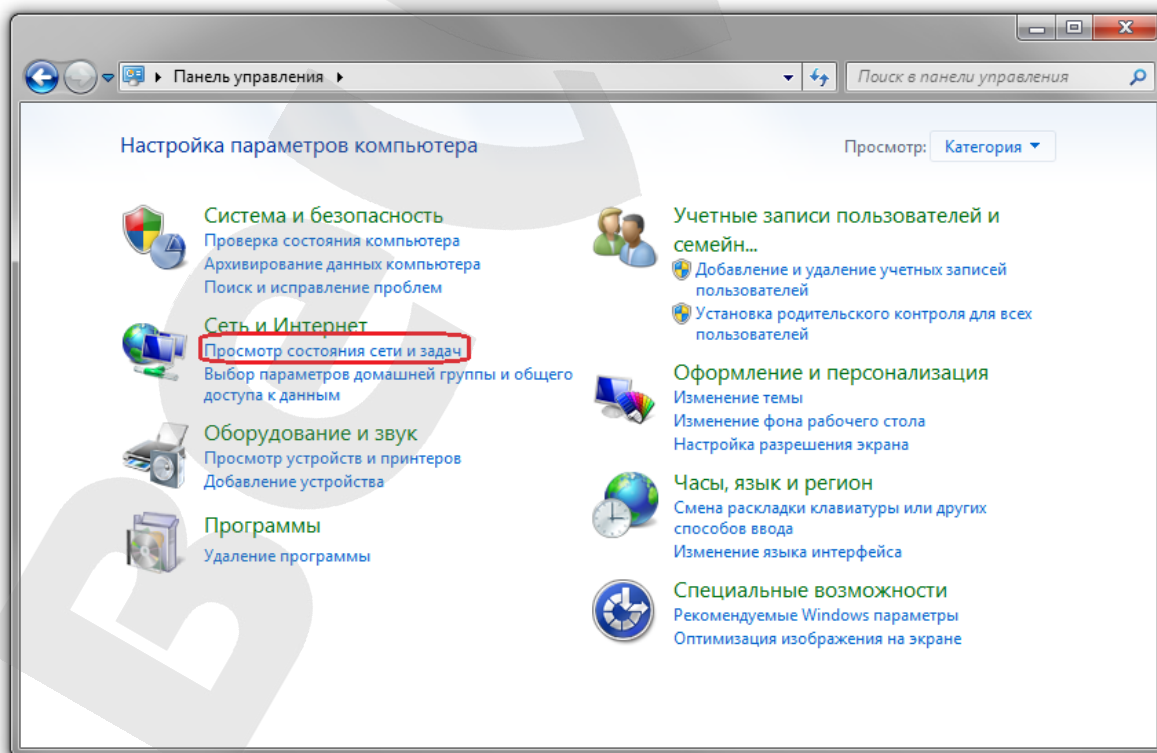 Панель управления
Поиск в панели управления
Настройка параметров компьютера
Просмотр: Категория
Система и безопасность
Проверка состояния компьютера
Архивирование данных компьютера
Поиск и исправление проблем
Сеть и Интернет
Просмотр состояния сети и задач
Выбор параметров домашней группы и общего
доступа к данным
Оборудование и звук
Просмотр устройств и принтеров
Добавление устройства
Программы
Удаление программы
Учетные записи пользователей и
семейн...
Добавление и удаление учетных записей
пользователей
Установка родительского контроля для всех
пользователей
Оформление и персонализация
Изменение темы
Изменение фона рабочего стола
Настройка разрешения экрана
Часы, язык и регион
Смена раскладки клавиатуры или других
способов ввода
Изменение языка интерфейса
Специальные возможности
Рекомендуемые Windows параметры
Оптимизация изображения на экране